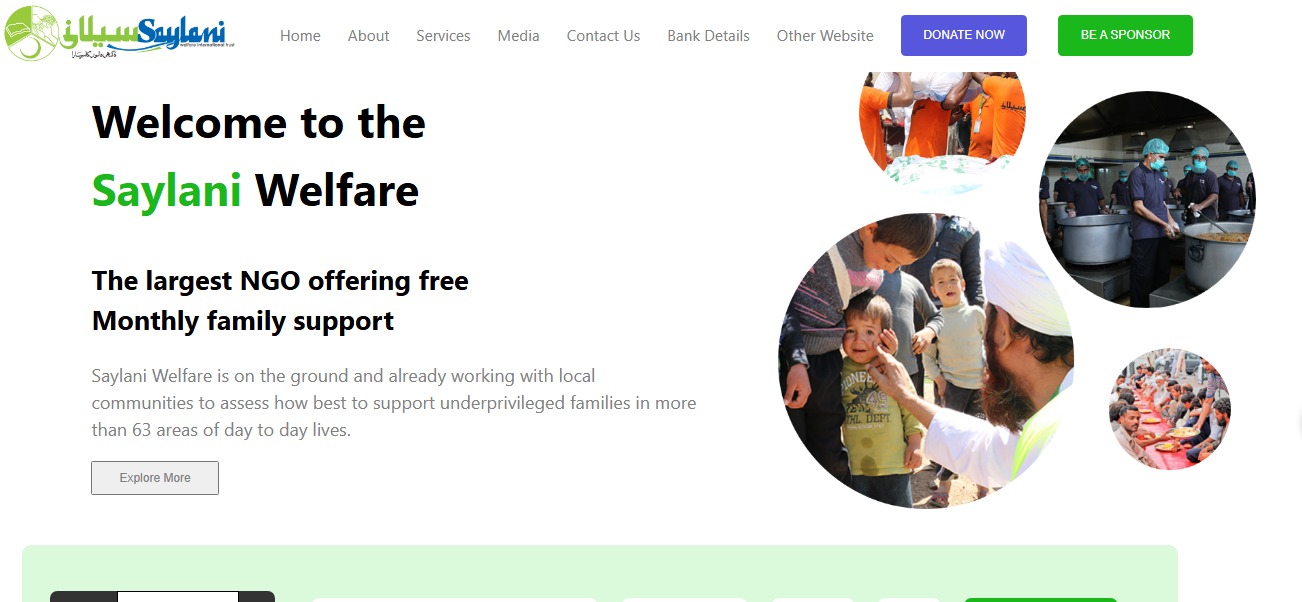 سیلانی Saylani
welfare international trust
Home About Services Media Contact Us Bank Details Other Website DONATE NOW BE A SPONSOR
Welcome to the
Saylani Welfare
The largest NGO offering free
Monthly family support
Saylani Welfare is on the ground and already working with local
communities to assess how best to support underprivileged families in more
than 63 areas of day to day lives.
Explore More
PIONEER
DEPT.